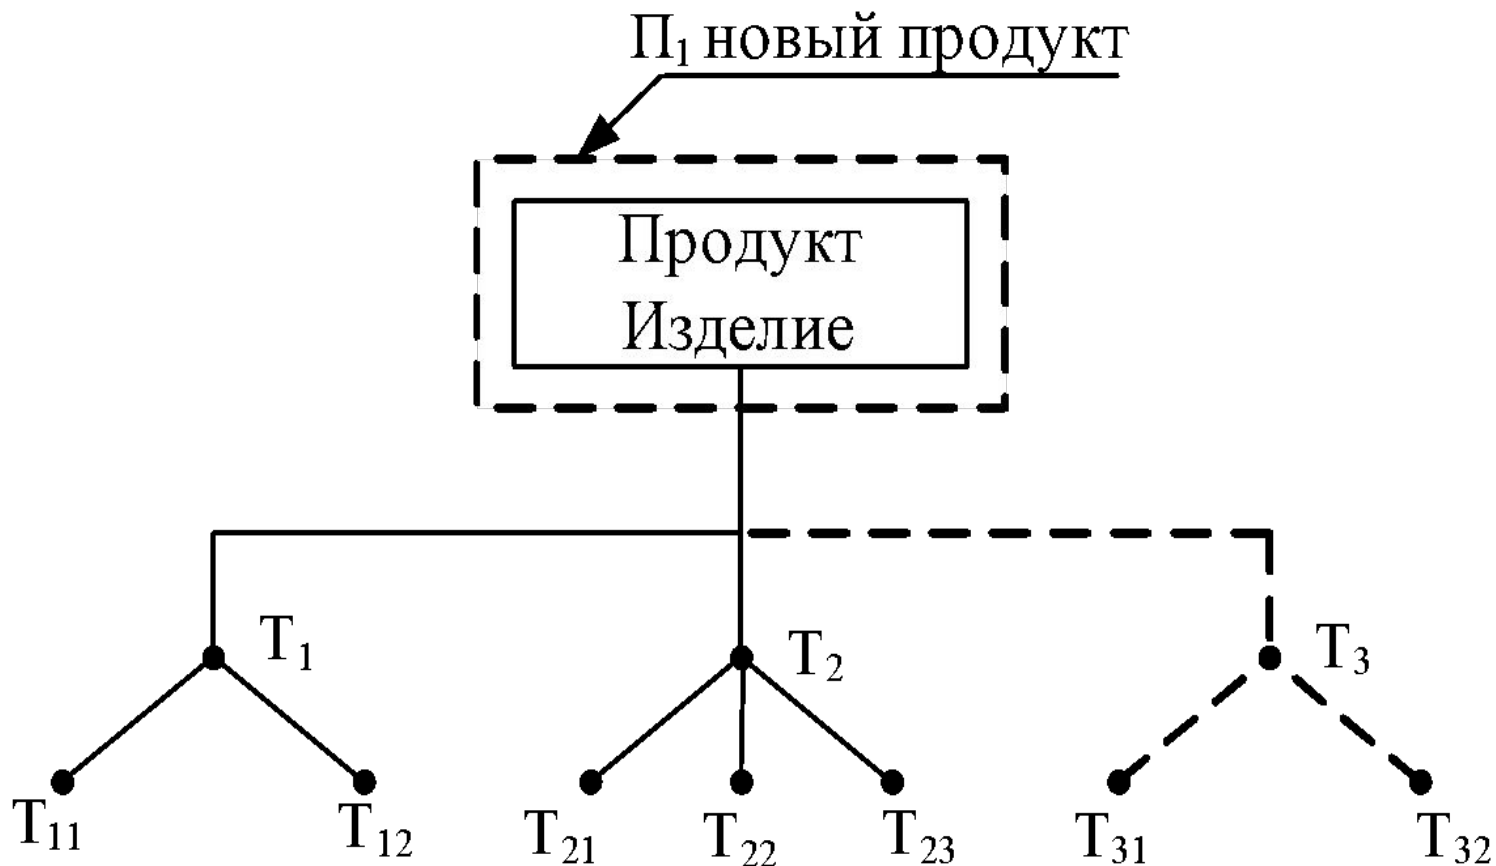 П₁ новый продукт
Продукт
Изделие
Т₁
Т₂
Т₃
Т₁₁
Т₁₂
Т₂₁
Т₂₂
Т₂₃
Т₃₁
Т₃₂